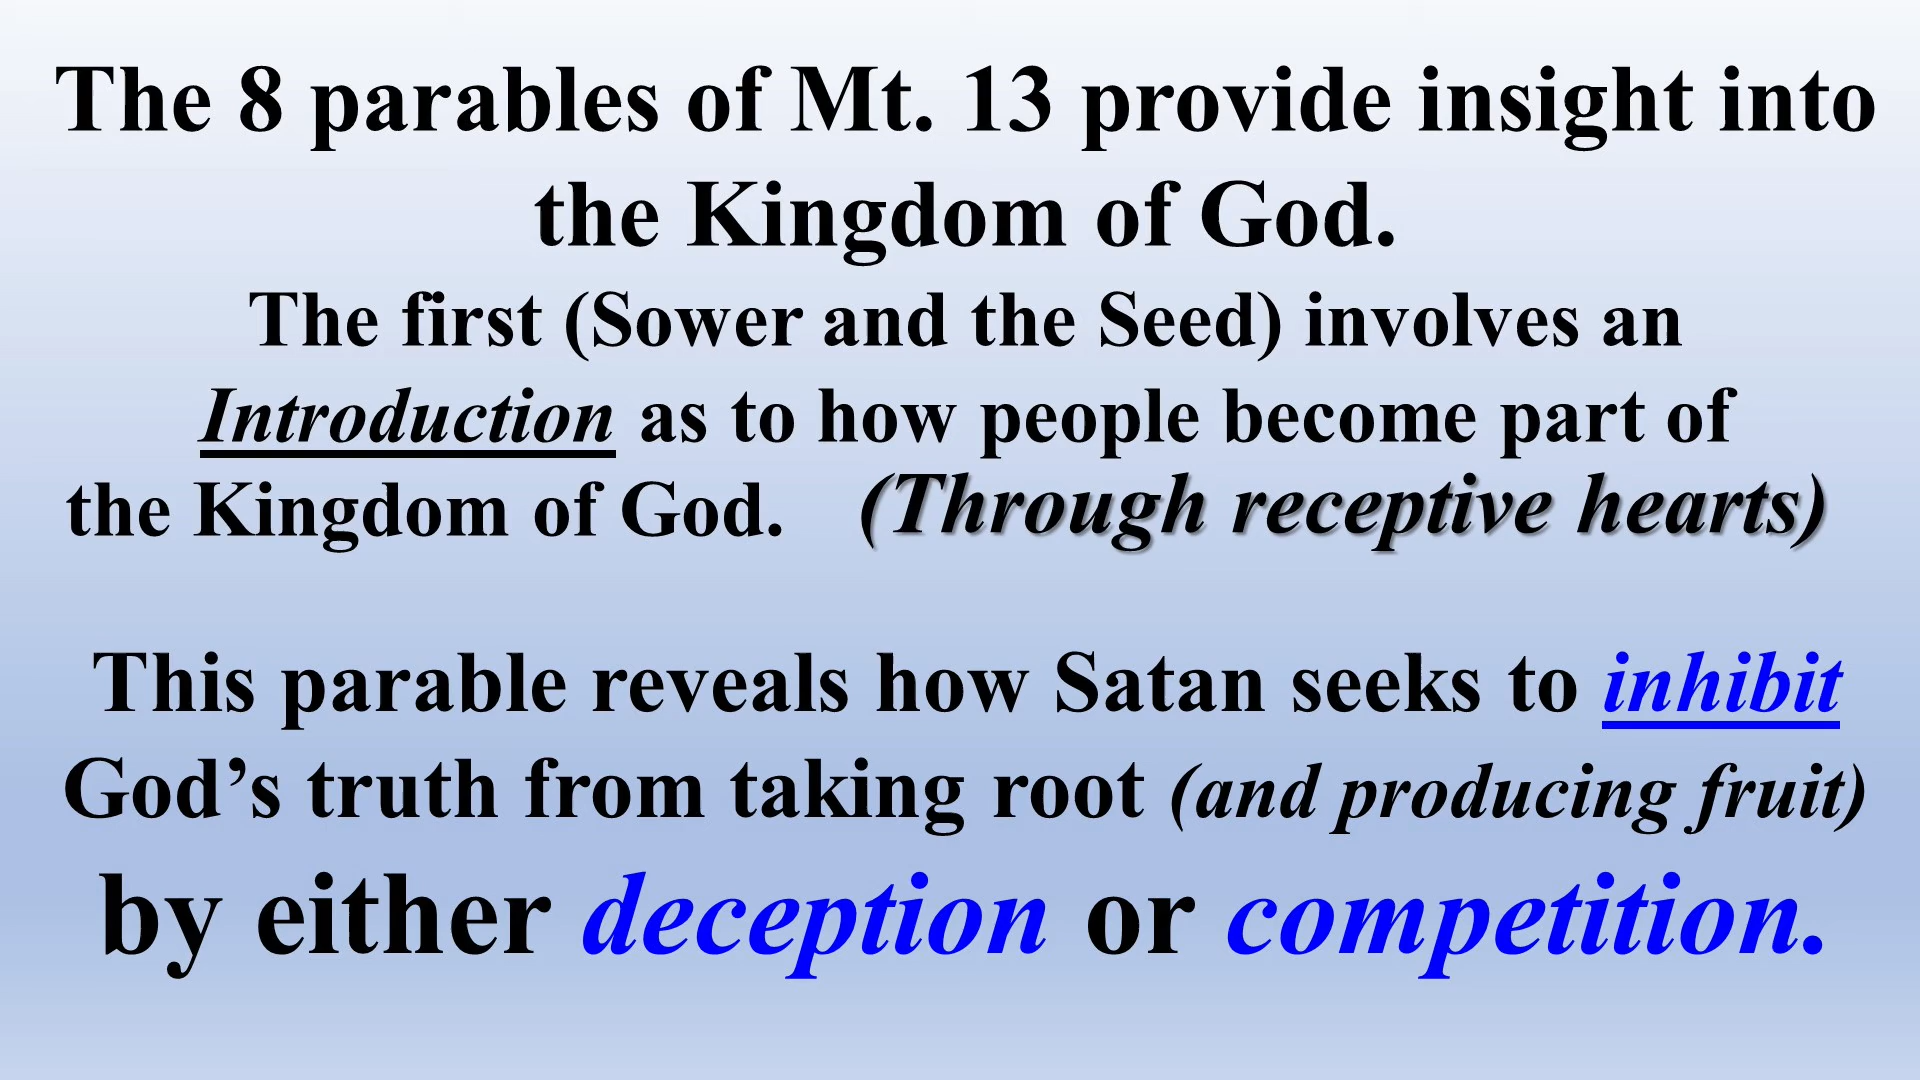 The 8 parables of Mt. 13 provide insight into
the Kingdom of God.
The first (Sower and the Seed) involves an
Introduction as to how people become part of
the Kingdom of God. (Through receptive hearts)
This parable reveals how Satan seeks to inhibit
God’s truth from taking root (and producing fruit)
by either deception or competition.